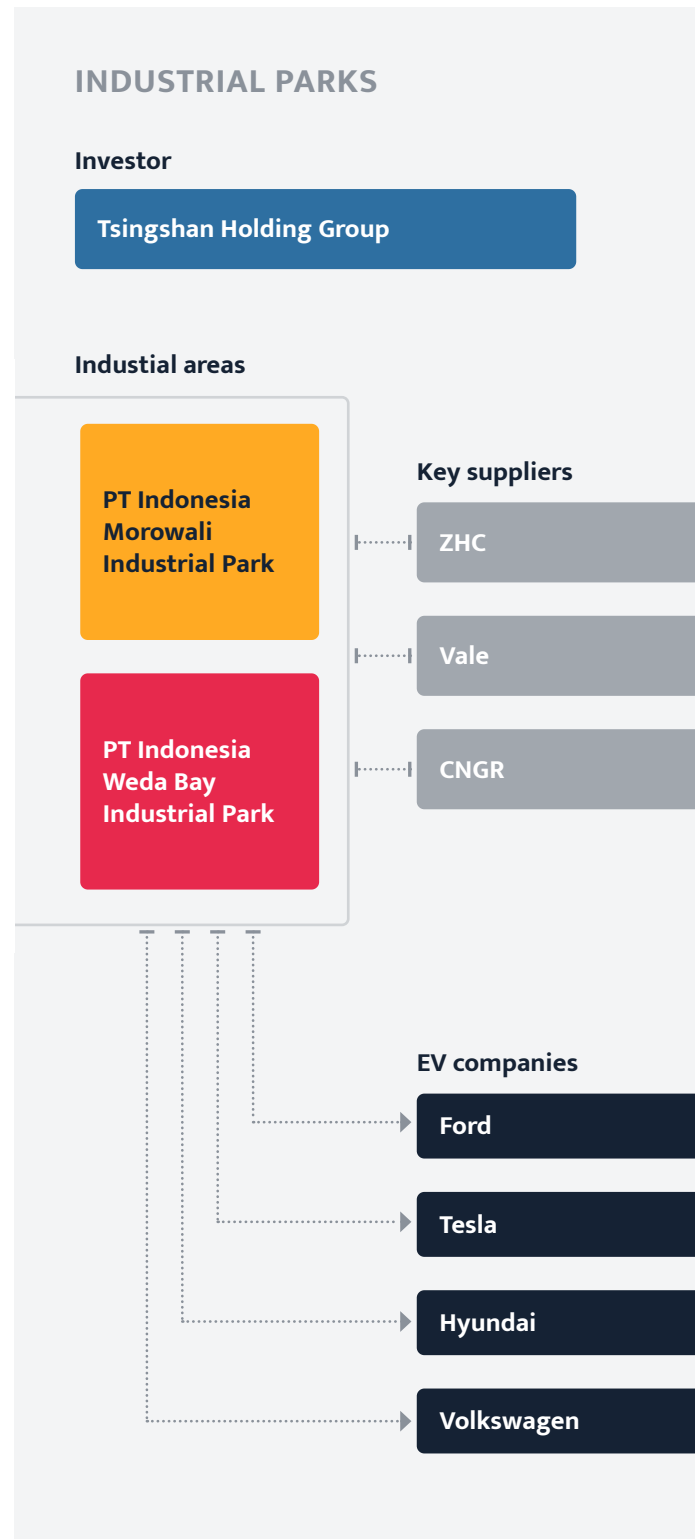 INDUSTRIAL PARKS
Investor
Tsingshan Holding Group
Industial areas
PT Indonesia
Morowali
Industrial Park
PT Indonesia
Weda Bay
Industrial Park
Key suppliers
ZHC
Vale
CNGR
EV companies
Ford
Tesla
Hyundai
Volkswagen